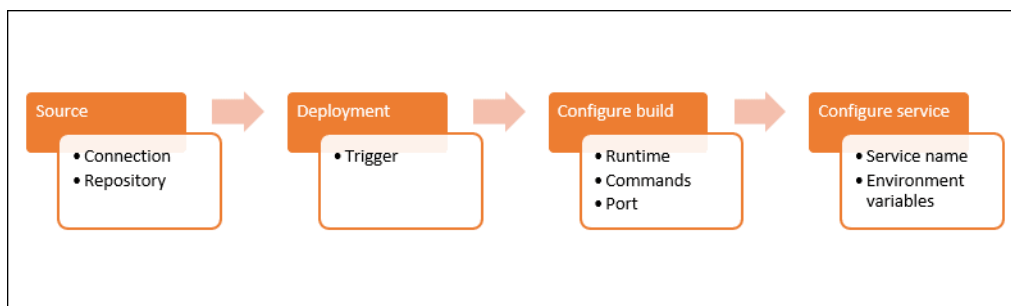 Source
• Connection
• Repository
Deployment
• Trigger
Configure build
• Runtime
• Commands
• Port
Configure service
• Service name
• Environment
variables